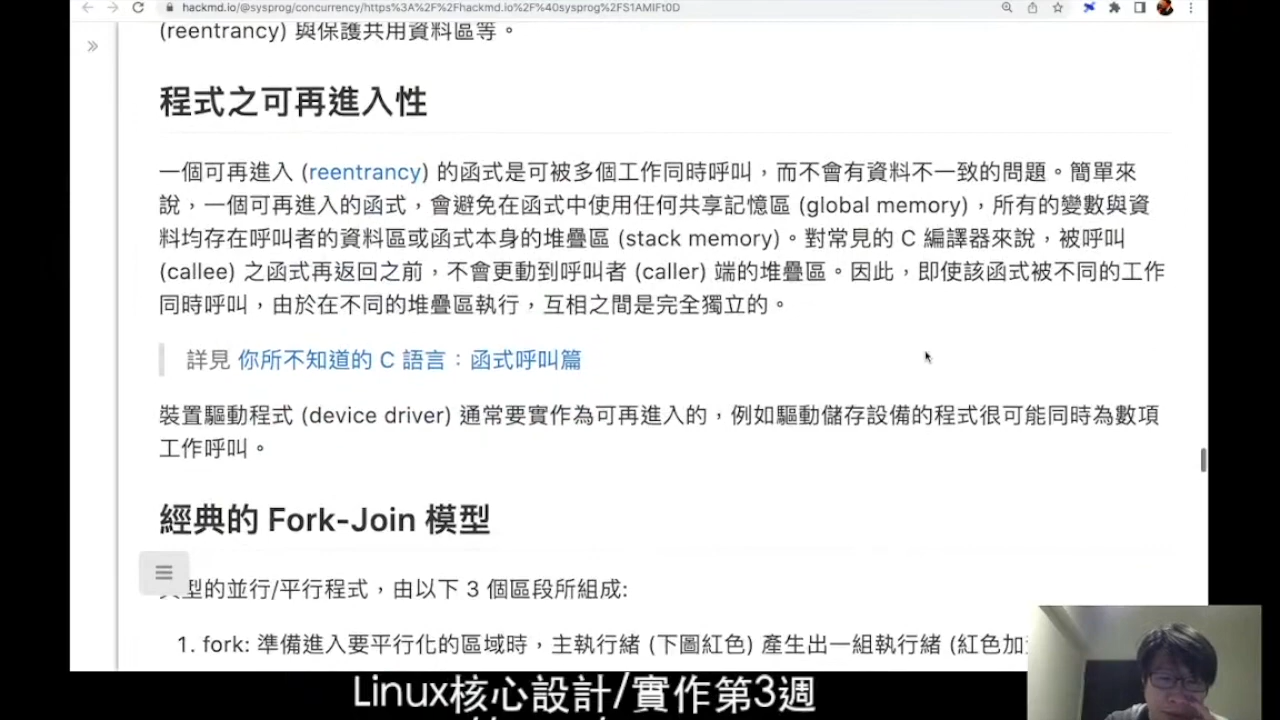 hackmd.io/@sysprog/concurrency/https%3A%2F%2Fhackmd.io%2F%40sysprog%2FS1AMIFt0D
(reentrancy) 與保護共用資料區等。
程式之可再進入性
一個可再進入 (reentrancy) 的函式是可被多個工作同時呼叫，而不會有資料不一致的問題。簡單來
說，一個可再進入的函式，會避免在函式中使用任何共享記憶區 (global memory)，所有的變數與資
料均存在呼叫者的資料區或函式本身的堆疊區 (stack memory)。對常見的 C 編譯器來說，被呼叫
(callee) 之函式再返回之前，不會更動到呼叫者 (caller) 端的堆疊區。因此，即使該函式被不同的工作
同時呼叫，由於在不同的堆疊區執行，互相之間是完全獨立的。
詳見 你所不知道的 C 語言：函式呼叫篇
裝置驅動程式 (device driver) 通常要實作為可再進入的，例如驅動儲存設備的程式很可能同時為數項
工作呼叫。
經典的 Fork-Join 模型
型的並行/平行程式，由以下 3 個區段所組成:
1. fork: 準備進入要平行化的區域時，主執行緒 (下圖紅色) 產生出一組執行緒 (紅色加
Linux核心設計/實作第3週